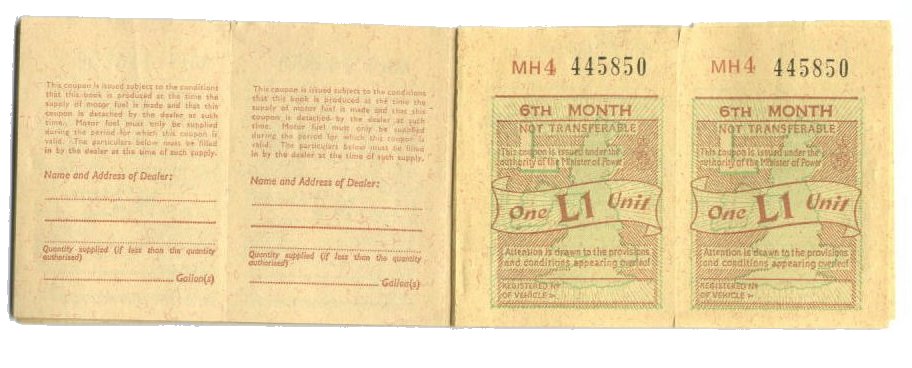 This coupon is issued subject to the conditions
that this book is produced at the time the
supply of motor fuel is made and that this
coupon is detached by the dealer at such
time. Motor fuel must only be supplied
during the period for which this coupon is
valid. The particulars below must be filled
in by the dealer at the time of such supply.
Name and Address of Dealer:
Quantity supplied (if less than the quantity
authorised)
Gallon(s)
This coupon is issued subject to the conditions
that this book is produced at the time the
supply of motor fuel is made and that this
coupon is detached by the dealer at such
time. Motor fuel must only be supplied
during the period for which this coupon is
valid. The particulars below must be filled
in by the dealer at the time of such supply.
Name and Address of Dealer:
Quantity supplied (if less than the quantity
authorised)
Gallon(s)
MH4 445850
6TH MONTH
NOT TRANSFERABLE
This coupon is issued under the
authority of the Minister of Power
One L1 Unit
Attention is drawn to the provisions
and conditions appearing overleaf
REGISTERED Nº
OF VEHICLE :-
MH4 445850
6TH MONTH
NOT TRANSFERABLE
This coupon is issued under the
authority of the Minister of Power
One L1 Unit
Attention is drawn to the provisions
and conditions appearing overleaf
REGISTERED Nº
OF VEHICLE :-